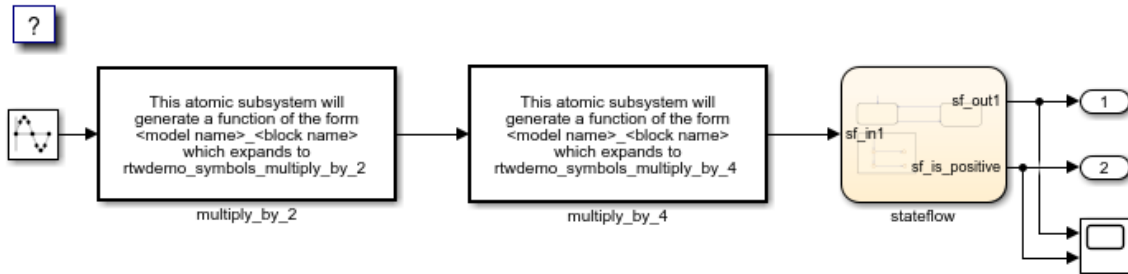 ?
This atomic subsystem will
generate a function of the form
<model name>_<block name>
which expands to
rtwdemo_symbols_multiply_by_2
multiply_by_2
This atomic subsystem will
generate a function of the form
<model name>_<block name>
which expands to
rtwdemo_symbols_multiply_by_4
multiply_by_4
sf_out1
sf_in1
sf_is_positive
stateflow
1
2